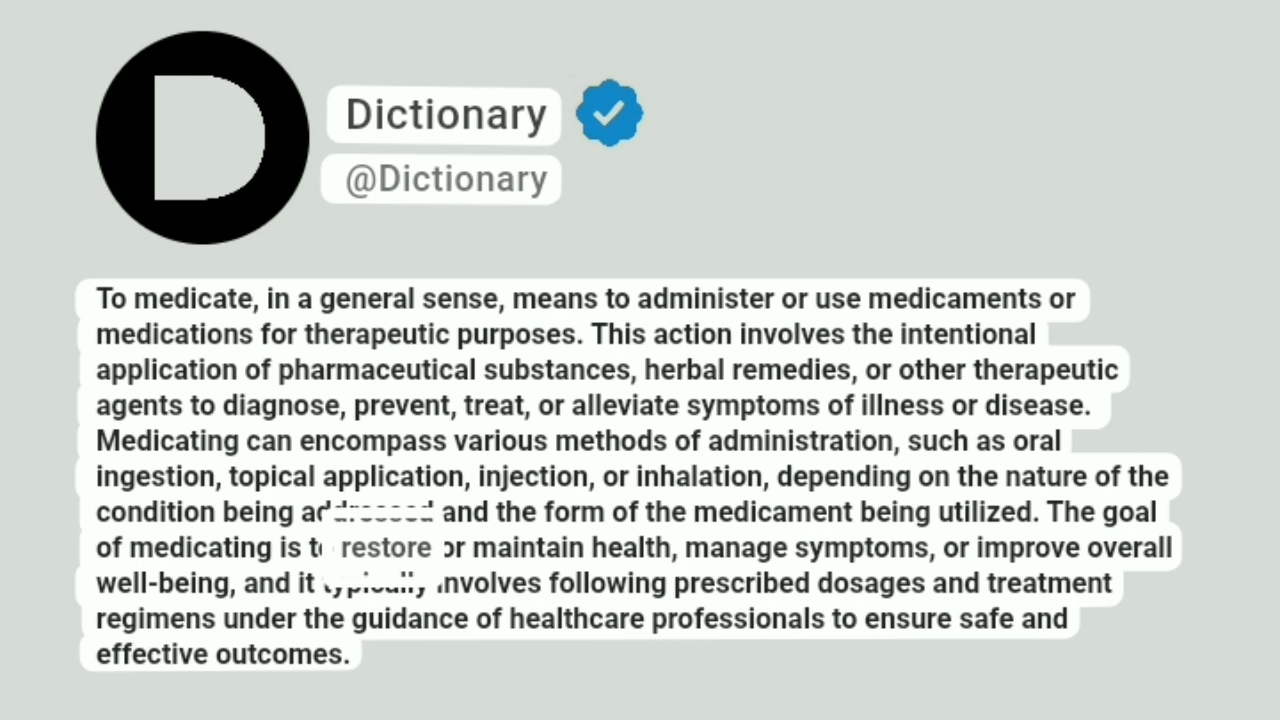 D
Dictionary
@Dictionary
To medicate, in a general sense, means to administer or use medicaments or
medications for therapeutic purposes. This action involves the intentional
application of pharmaceutical substances, herbal remedies, or other therapeutic
agents to diagnose, prevent, treat, or alleviate symptoms of illness or disease.
Medicating can encompass various methods of administration, such as oral
ingestion, topical application, injection, or inhalation, depending on the nature of the
condition being addressed and the form of the medicament being utilized. The goal
of medicating is to restore or maintain health, manage symptoms, or improve overall
well-being, and it typically involves following prescribed dosages and treatment
regimens under the guidance of healthcare professionals to ensure safe and
effective outcomes.